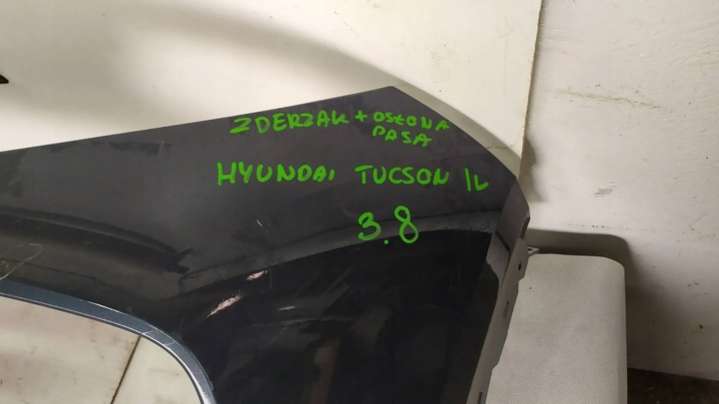 ZDERZAK + OSŁONA
PASA
HYUNDAI TUCSON IL
3.8